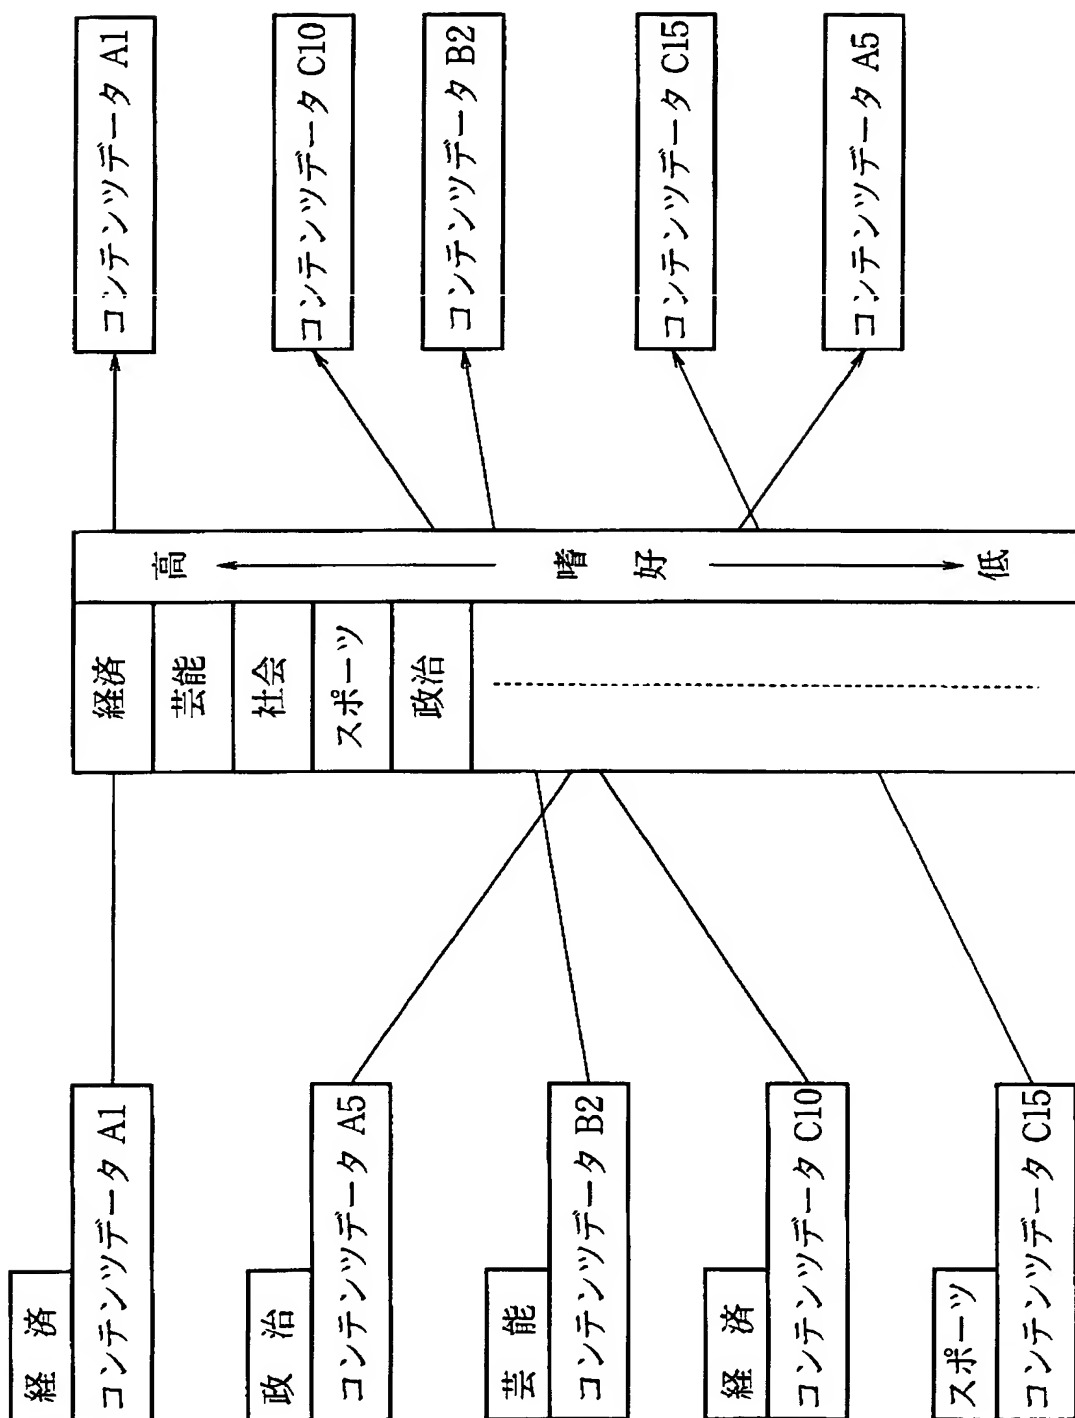 経済
コンテンツデータ A1
政治
コンテンツデータ A5
芸能
コンテンツデータ B2
経済
コンテンツデータ C10
スポーツ
コンテンツデータ C15
経済
芸能
社会
スポーツ
政治
高
嗜好
低
コンテンツデータ A1
コンテンツデータ C10
コンテンツデータ B2
コンテンツデータ C15
コンテンツデータ A5